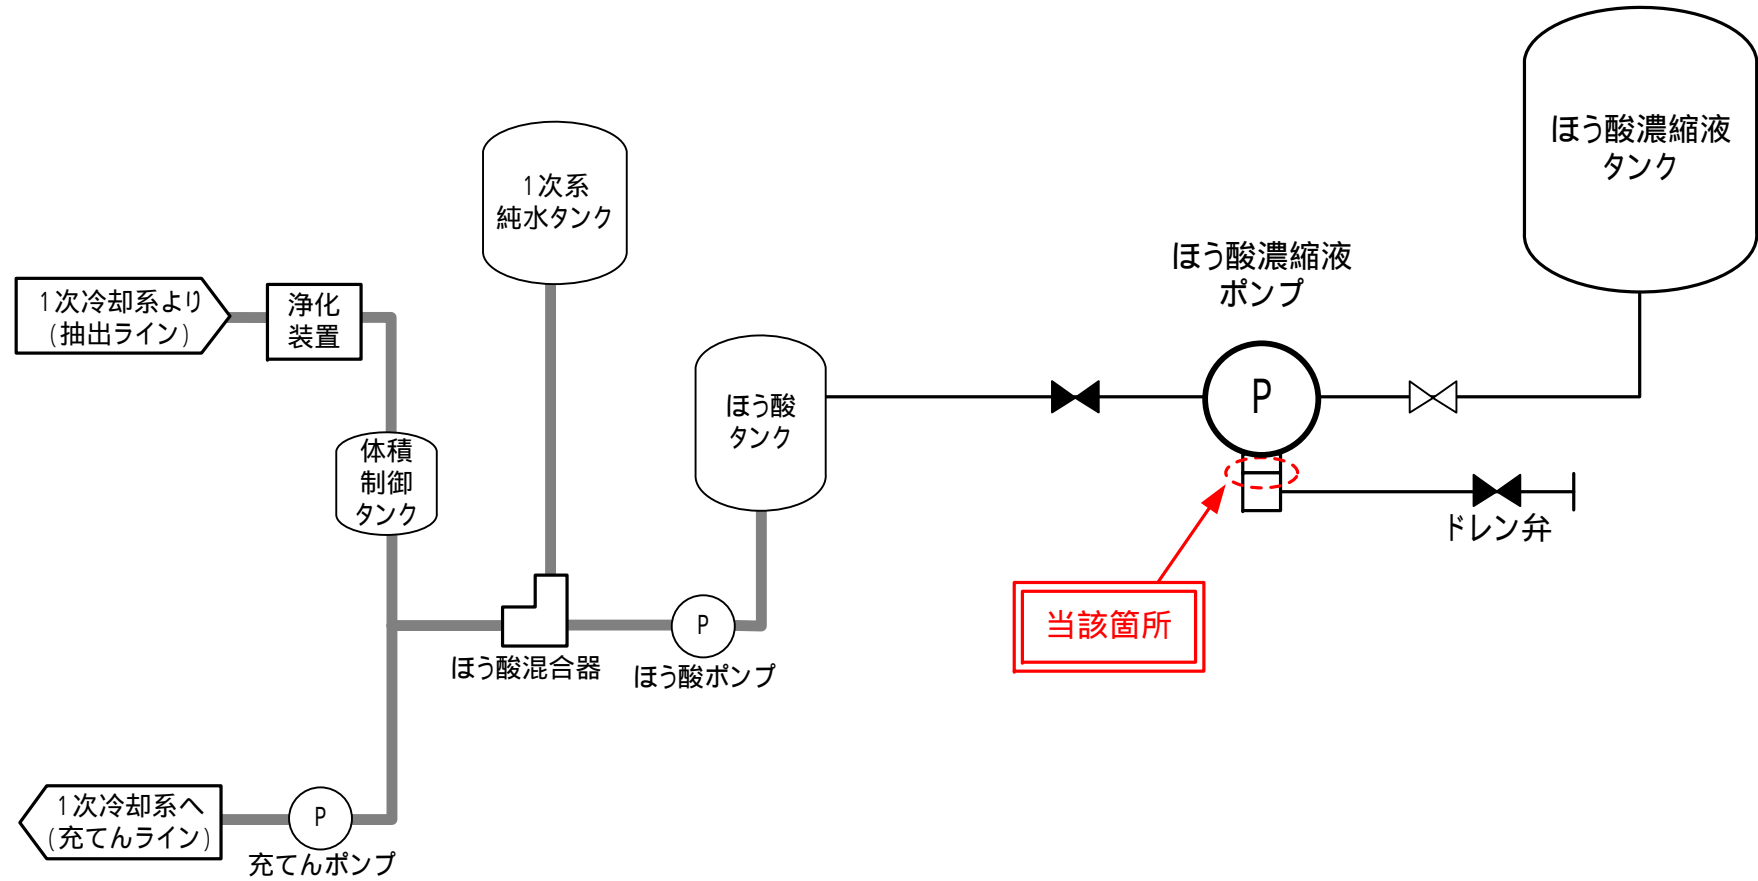 ほう酸濃縮液
タンク
1次系
純水タンク
ほう酸濃縮液
ポンプ
1次冷却系より
(抽出ライン)
浄化
装置
P
ほう酸
タンク
体積
制御
タンク
ドレン弁
当該箇所
P
ほう酸混合器
ほう酸ポンプ
1次冷却系へ
(充てんライン)
P
充てんポンプ